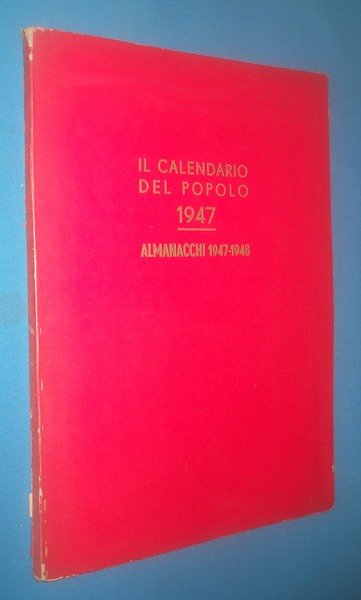 IL CALENDARIO
DEL POPOLO
1947
ALMANACCHI 1947-1948